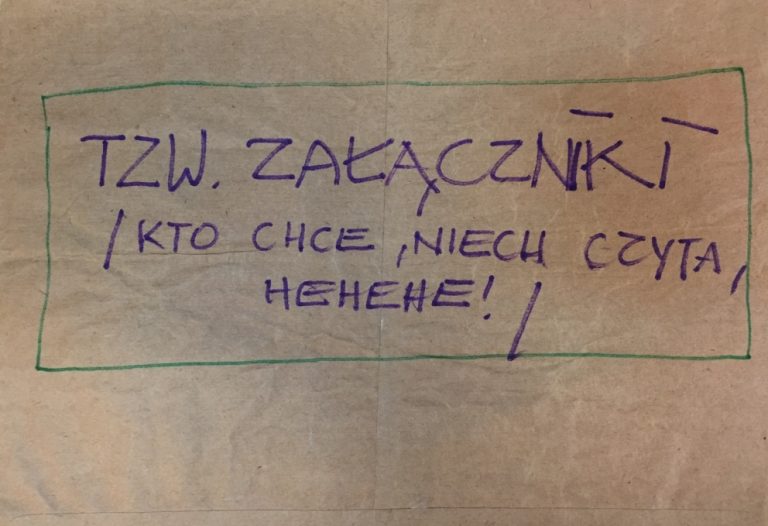 TZW. ZAŁĄCZNIKI
/KTO CHCE, NIECH CZYTA,
HEHEHE!/